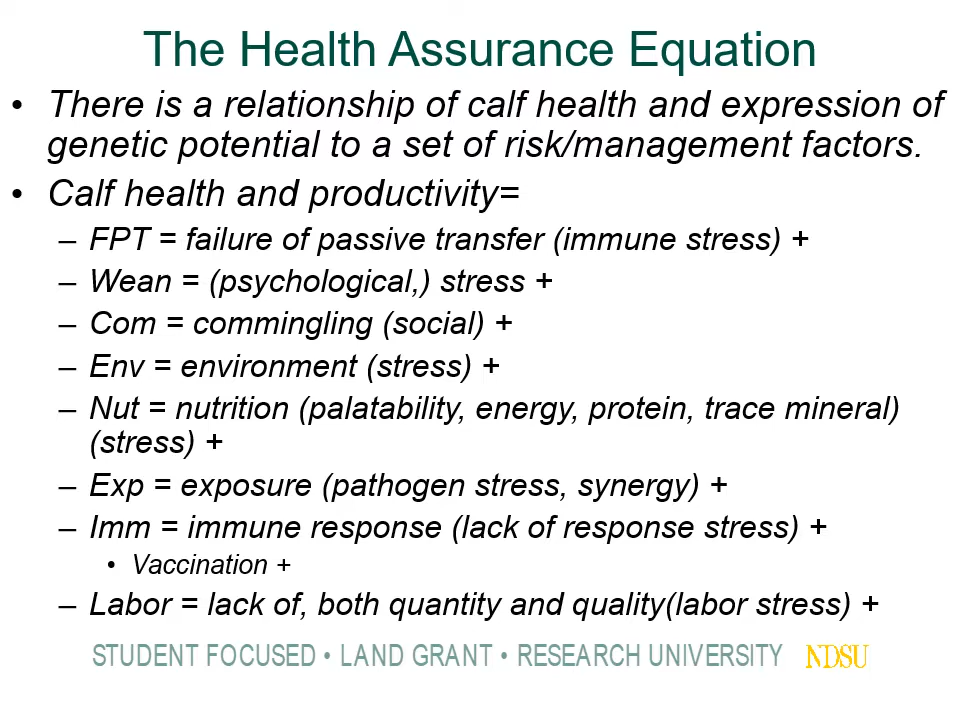 The Health Assurance Equation
• There is a relationship of calf health and expression of
genetic potential to a set of risk/management factors.
• Calf health and productivity=
– FPT = failure of passive transfer (immune stress) +
– Wean = (psychological,) stress +
– Com = commingling (social) +
– Env = environment (stress) +
– Nut = nutrition (palatability, energy, protein, trace mineral)
(stress) +
– Exp = exposure (pathogen stress, synergy) +
– Imm = immune response (lack of response stress) +
• Vaccination +
– Labor = lack of, both quantity and quality(labor stress) +
STUDENT FOCUSED • LAND GRANT • RESEARCH UNIVERSITY NDSU